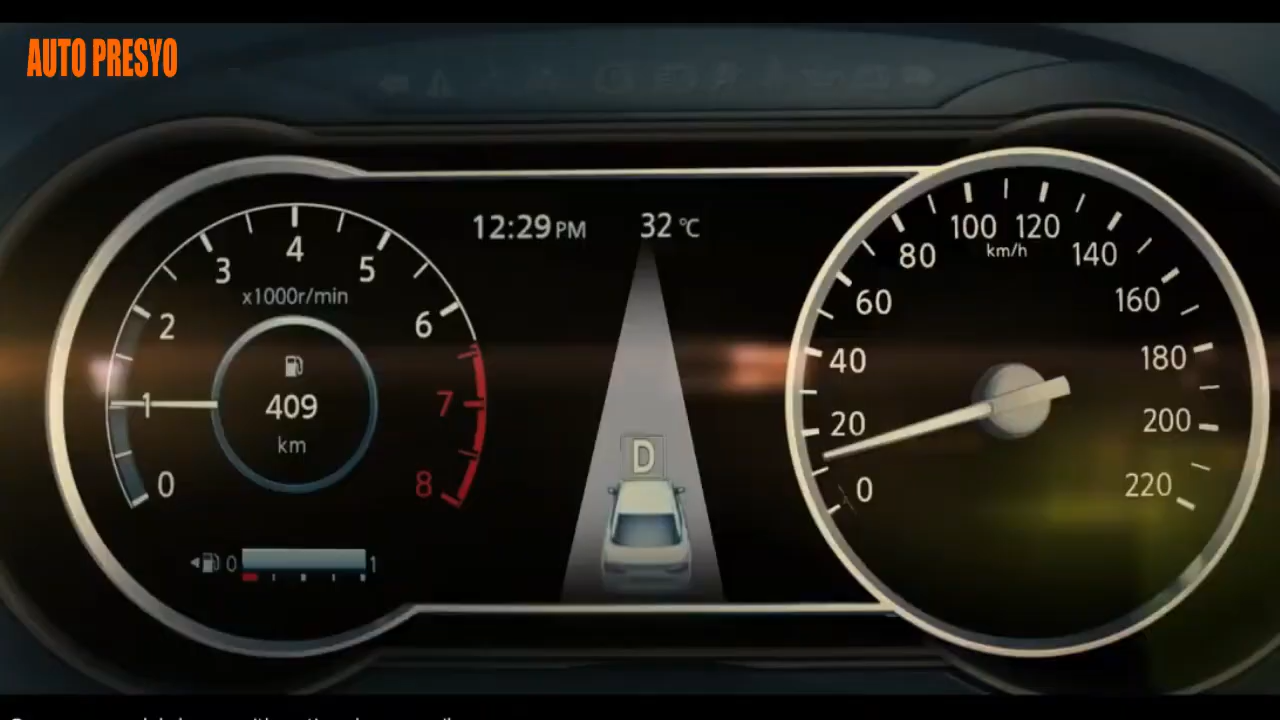 AUTO PRESYO
12:29 PM 32 °C
0 1 2 3 4 5 6 7 8
x1000r/min
409
km
0 1
D
0 20 40 60 80 100 120 140 160 180 200 220
km/h